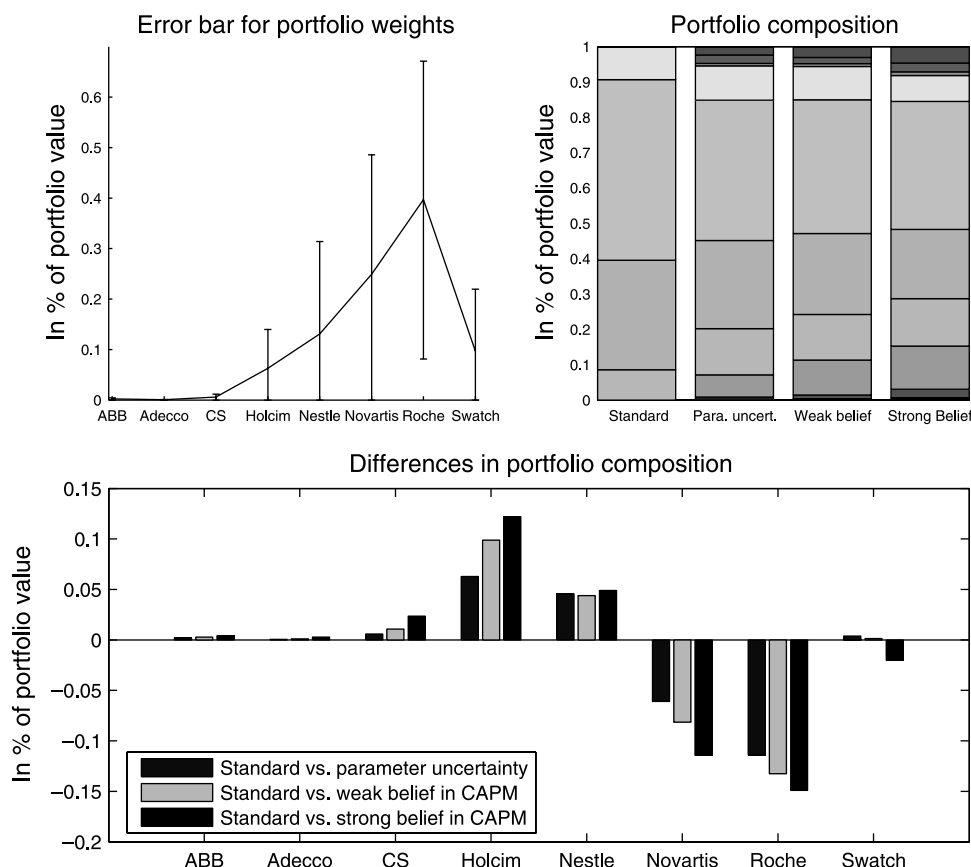 Error bar for portfolio weights
In % of portfolio value
0.6
0.5
0.4
0.3
0.2
0.1
0
ABB Adecco CS Holcim Nestle Novartis Roche Swatch
Portfolio composition
In % of portfolio value
1
0.9
0.8
0.7
0.6
0.5
0.4
0.3
0.2
0.1
0
Standard Para. uncert. Weak belief Strong Belief
Differences in portfolio composition
In % of portfolio value
0.15
0.1
0.05
0
−0.05
−0.1
−0.15
−0.2
Standard vs. parameter uncertainty
Standard vs. weak belief in CAPM
Standard vs. strong belief in CAPM
ABB Adecco CS Holcim Nestle Novartis Roche Swatch